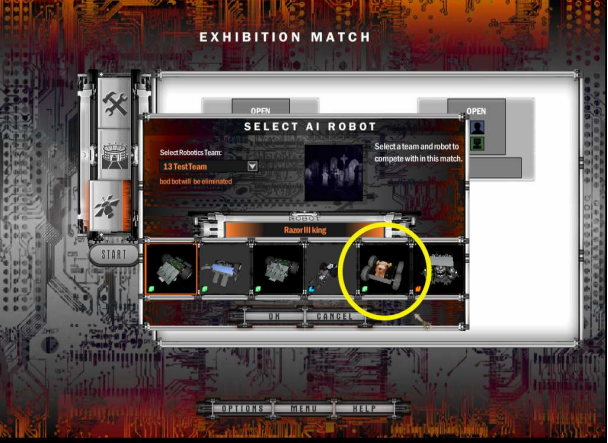 EXHIBITION MATCH
OPEN
OPEN
SELECT AI ROBOT
Select Robotics Team:
13 TestTeam
bod bot will be eliminated
Select a team and robot to
compete with in this match.
ROBOT
Razor III king
START
OK
CANCEL
OPTIONS
MENU
HELP